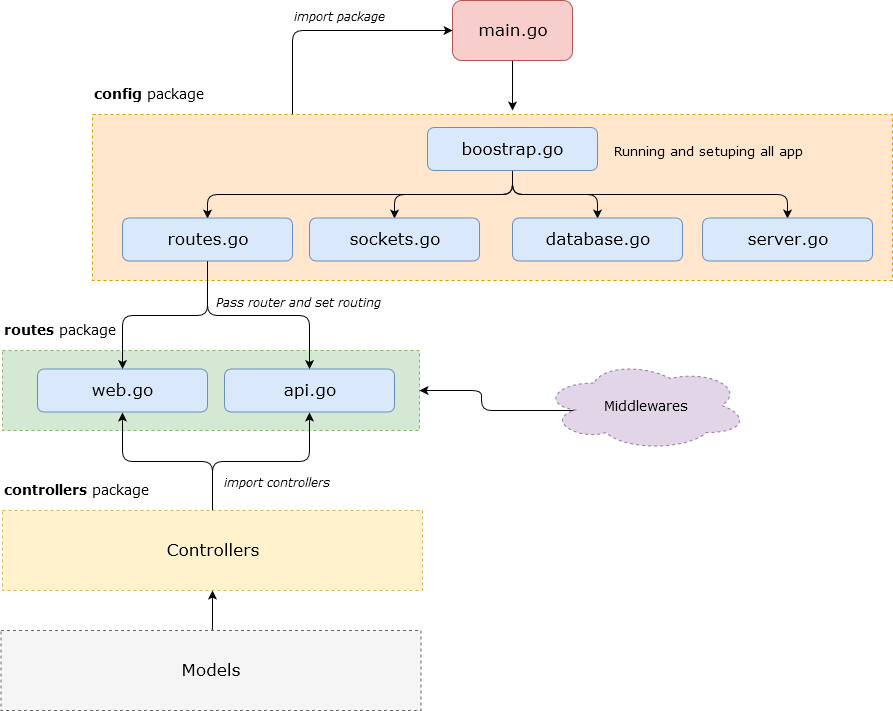 import package
main.go
config package
boostrap.go
Running and setuping all app
routes.go
sockets.go
database.go
server.go
Pass router and set routing
routes package
web.go
api.go
Middlewares
import controllers
controllers package
Controllers
Models